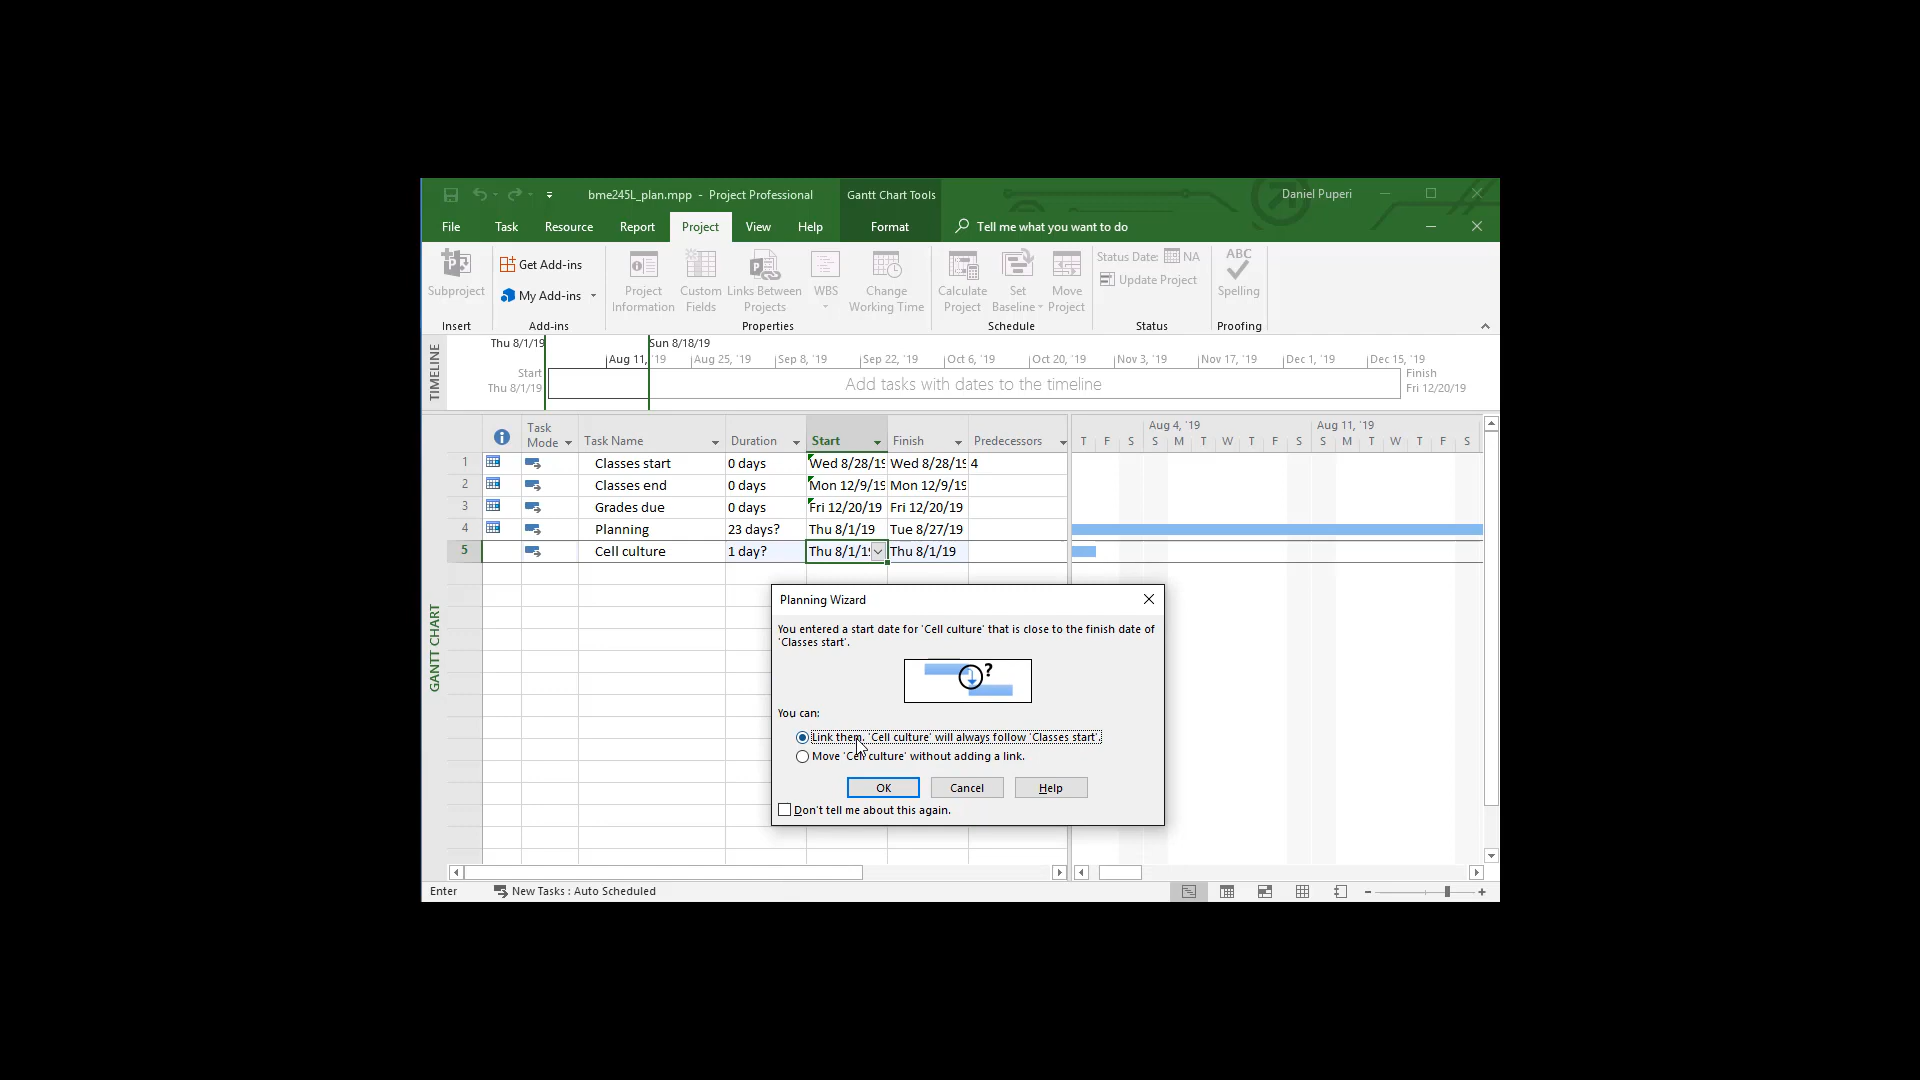 bme245L_plan.mpp - Project Professional
Gantt Chart Tools
Daniel Puperi
File Task Resource Report Project View Help Format Tell me what you want to do
Subproject
Get Add-ins
My Add-ins
Project Information
Custom Fields
Links Between Projects
WBS
Change Working Time
Calculate Project
Set Baseline
Move Project
Status Date: NA
Update Project
ABC
Spelling
Insert Add-ins Properties Schedule Status Proofing
TIMELINE
Thu 8/1/19 Sun 8/18/19
Aug 11, '19 Aug 25, '19 Sep 8, '19 Sep 22, '19 Oct 6, '19 Oct 20, '19 Nov 3, '19 Nov 17, '19 Dec 1, '19 Dec 15, '19
Start
Thu 8/1/19
Add tasks with dates to the timeline
Finish
Fri 12/20/19
GANTT CHART
Task Mode Task Name Duration Start Finish Predecessors
Aug 4, '19 Aug 11, '19
T F S S M T W T F S S M T W T F S
1 Classes start 0 days Wed 8/28/19 Wed 8/28/19 4
2 Classes end 0 days Mon 12/9/19 Mon 12/9/19
3 Grades due 0 days Fri 12/20/19 Fri 12/20/19
4 Planning 23 days? Thu 8/1/19 Tue 8/27/19
5 Cell culture 1 day? Thu 8/1/19 Thu 8/1/19
Planning Wizard
You entered a start date for 'Cell culture' that is close to the finish date of
'Classes start'.
?
You can:
Link them. 'Cell culture' will always follow 'Classes start'.
Move 'Cell culture' without adding a link.
OK Cancel Help
Don't tell me about this again.
Enter New Tasks : Auto Scheduled